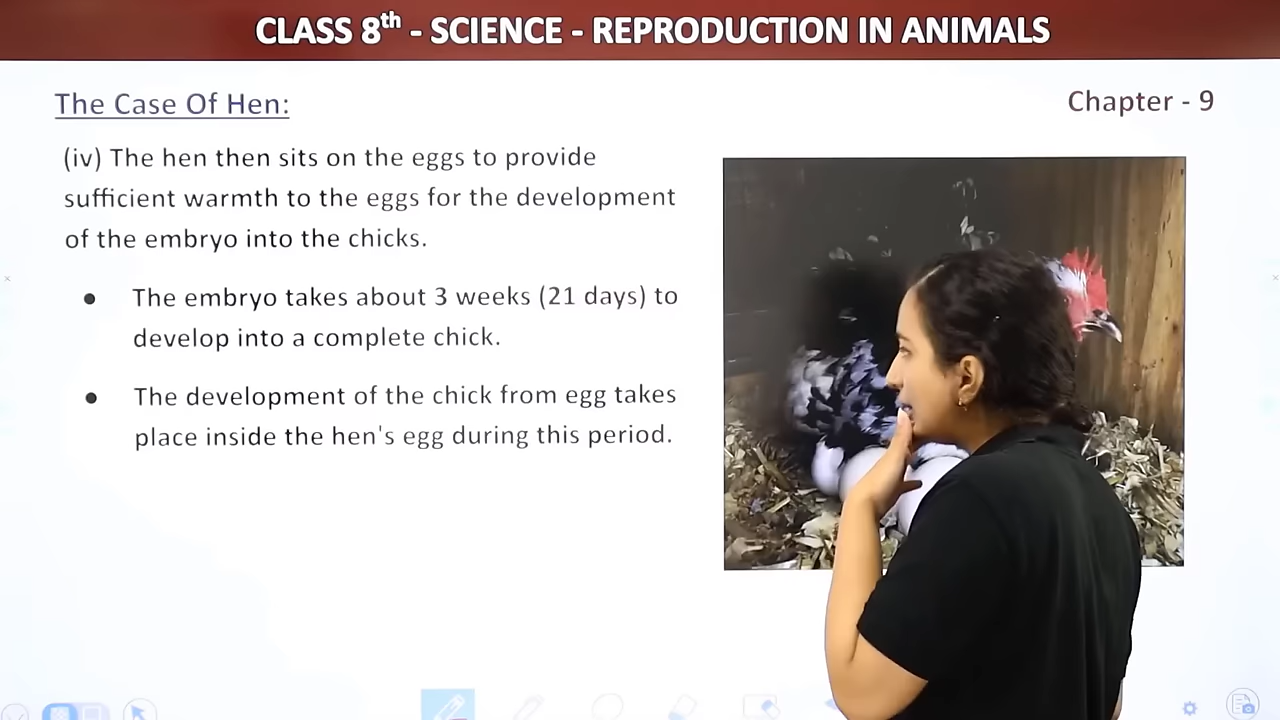 CLASS 8th - SCIENCE - REPRODUCTION IN ANIMALS
The Case Of Hen:
Chapter - 9
(iv) The hen then sits on the eggs to provide
sufficient warmth to the eggs for the development
of the embryo into the chicks.
● The embryo takes about 3 weeks (21 days) to
develop into a complete chick.
● The development of the chick from egg takes
place inside the hen's egg during this period.